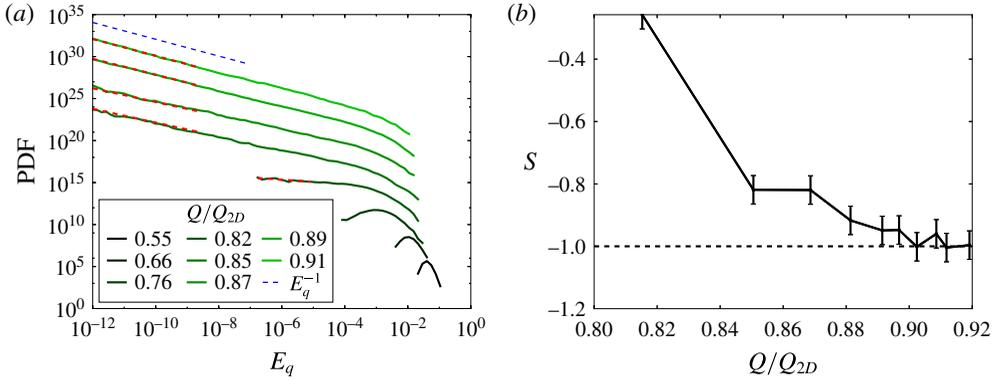 (a)
10^35
10^30
10^25
10^20
10^15
10^10
10^5
10^0
PDF
Q/Q_2D
0.55 0.82 0.89
0.66 0.85 0.91
0.76 0.87 E_q^−1
10^−12 10^−10 10^−8 10^−6 10^−4 10^−2 10^0
E_q
(b)
−0.4
−0.6
−0.8
−1.0
−1.2
S
0.80 0.82 0.84 0.86 0.88 0.90 0.92
Q/Q_2D